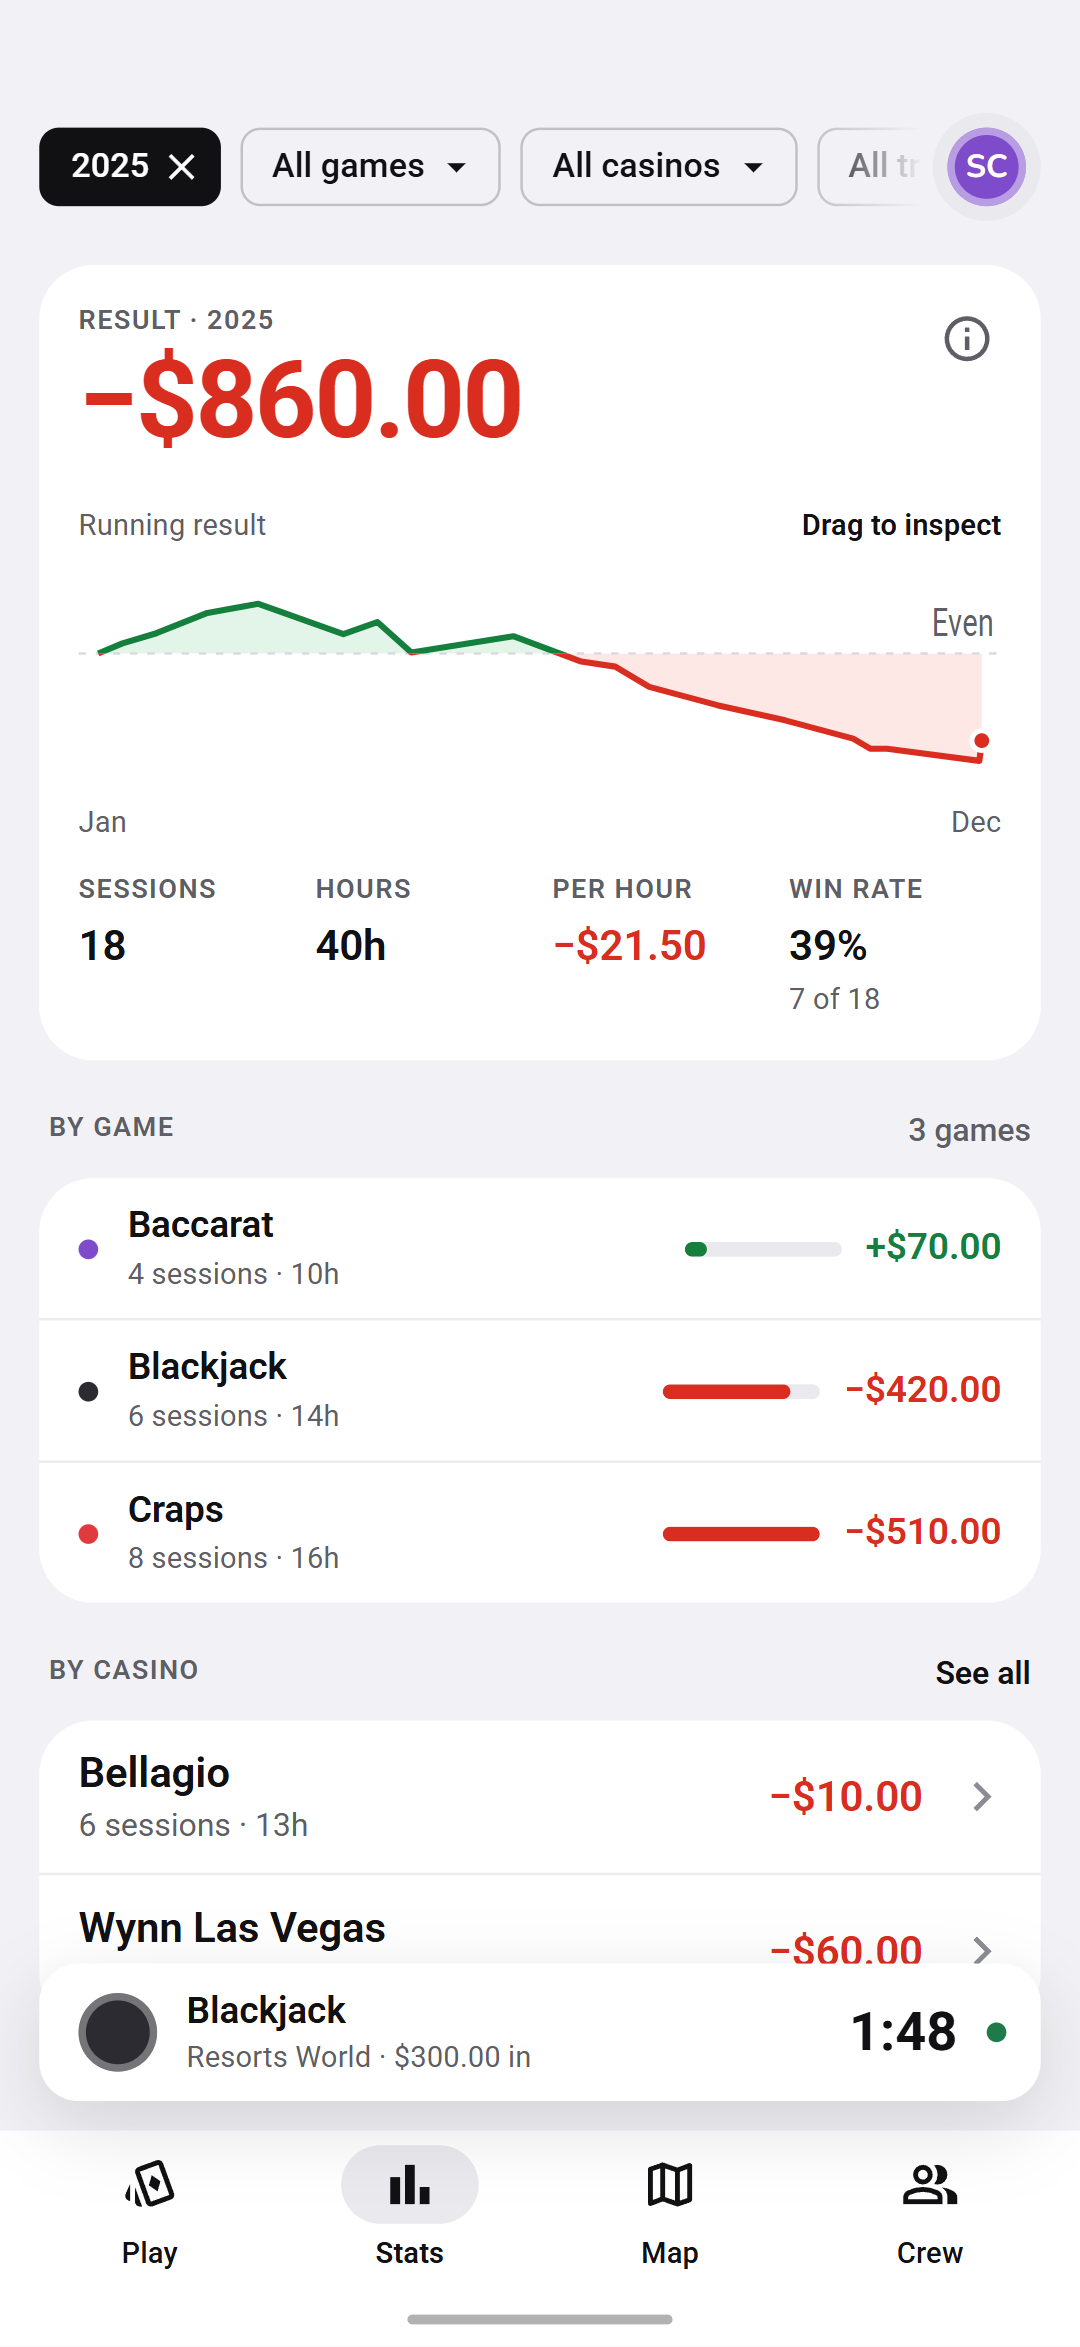 2025
All games
All casinos
All tr
SC
RESULT · 2025
−$860.00
Running result
Drag to inspect
Even
Jan
Dec
SESSIONS
HOURS
PER HOUR
WIN RATE
18
40h
−$21.50
39%
7 of 18
BY GAME
3 games
Baccarat
4 sessions · 10h
+$70.00
Blackjack
6 sessions · 14h
−$420.00
Craps
8 sessions · 16h
−$510.00
BY CASINO
See all
Bellagio
6 sessions · 13h
−$10.00
Wynn Las Vegas
−$60.00
Blackjack
Resorts World · $300.00 in
1:48
Play
Stats
Map
Crew